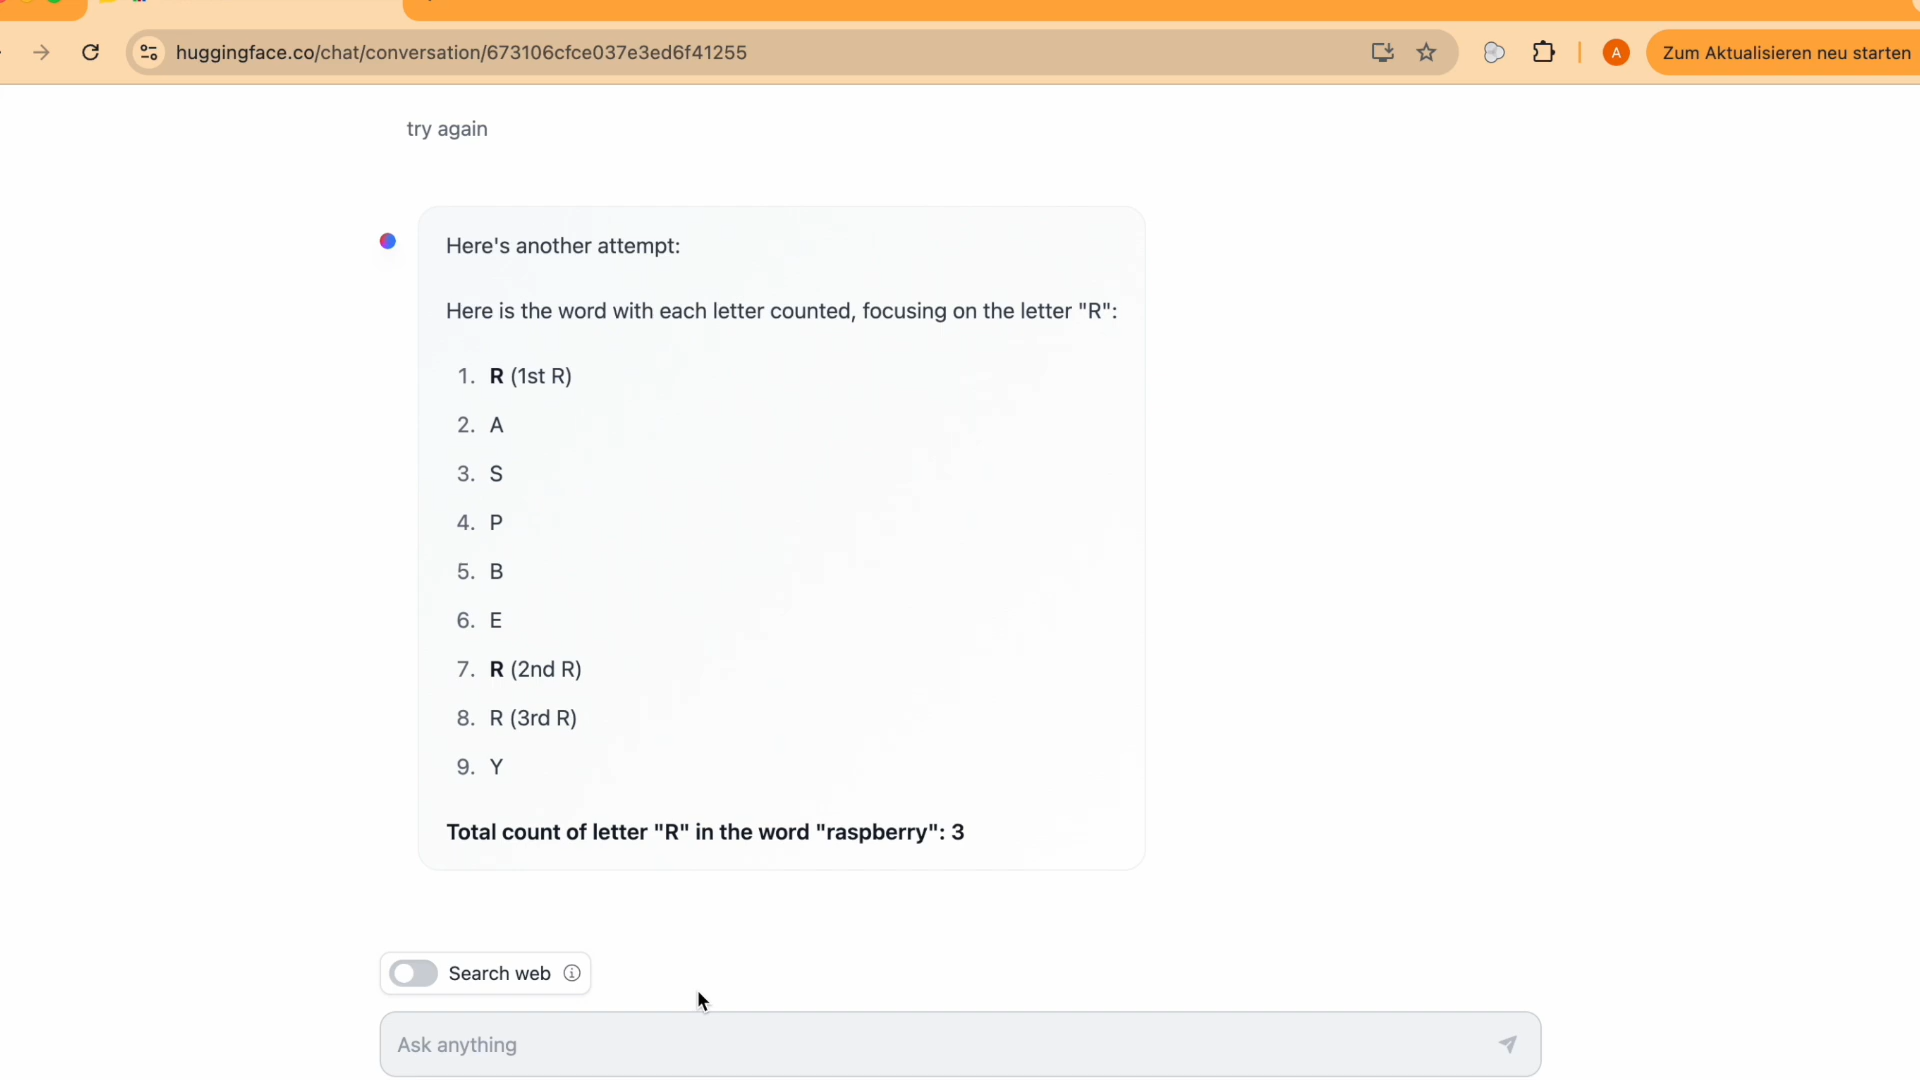 huggingface.co/chat/conversation/673106cfce037e3ed6f41255
A
Zum Aktualisieren neu starten
try again
Here's another attempt:
Here is the word with each letter counted, focusing on the letter "R":
1. R (1st R)
2. A
3. S
4. P
5. B
6. E
7. R (2nd R)
8. R (3rd R)
9. Y
Total count of letter "R" in the word "raspberry": 3
Search web
Ask anything